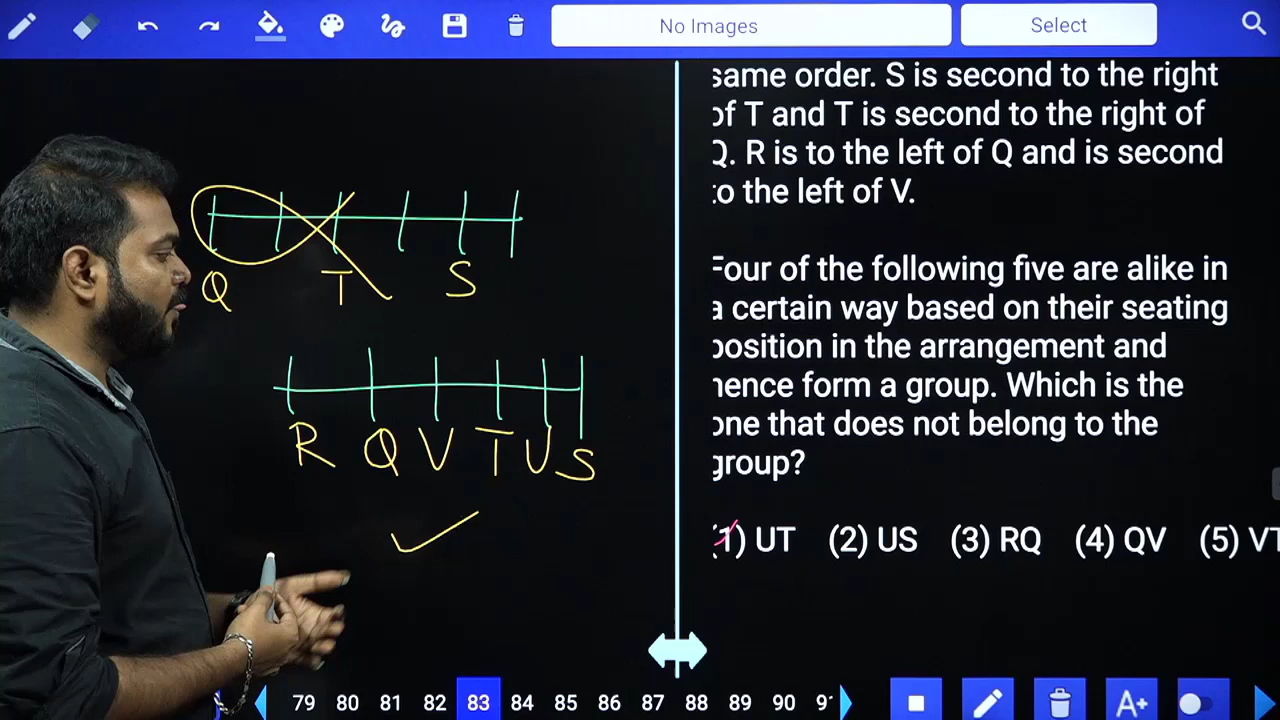 No Images
Select
same order. S is second to the right
of T and T is second to the right of
Q. R is to the left of Q and is second
to the left of V.
Four of the following five are alike in
a certain way based on their seating
position in the arrangement and
hence form a group. Which is the
one that does not belong to the
group?
(1) UT (2) US (3) RQ (4) QV (5) VT
Q T S
R Q V T U S
79 80 81 82 83 84 85 86 87 88 89 90
A+